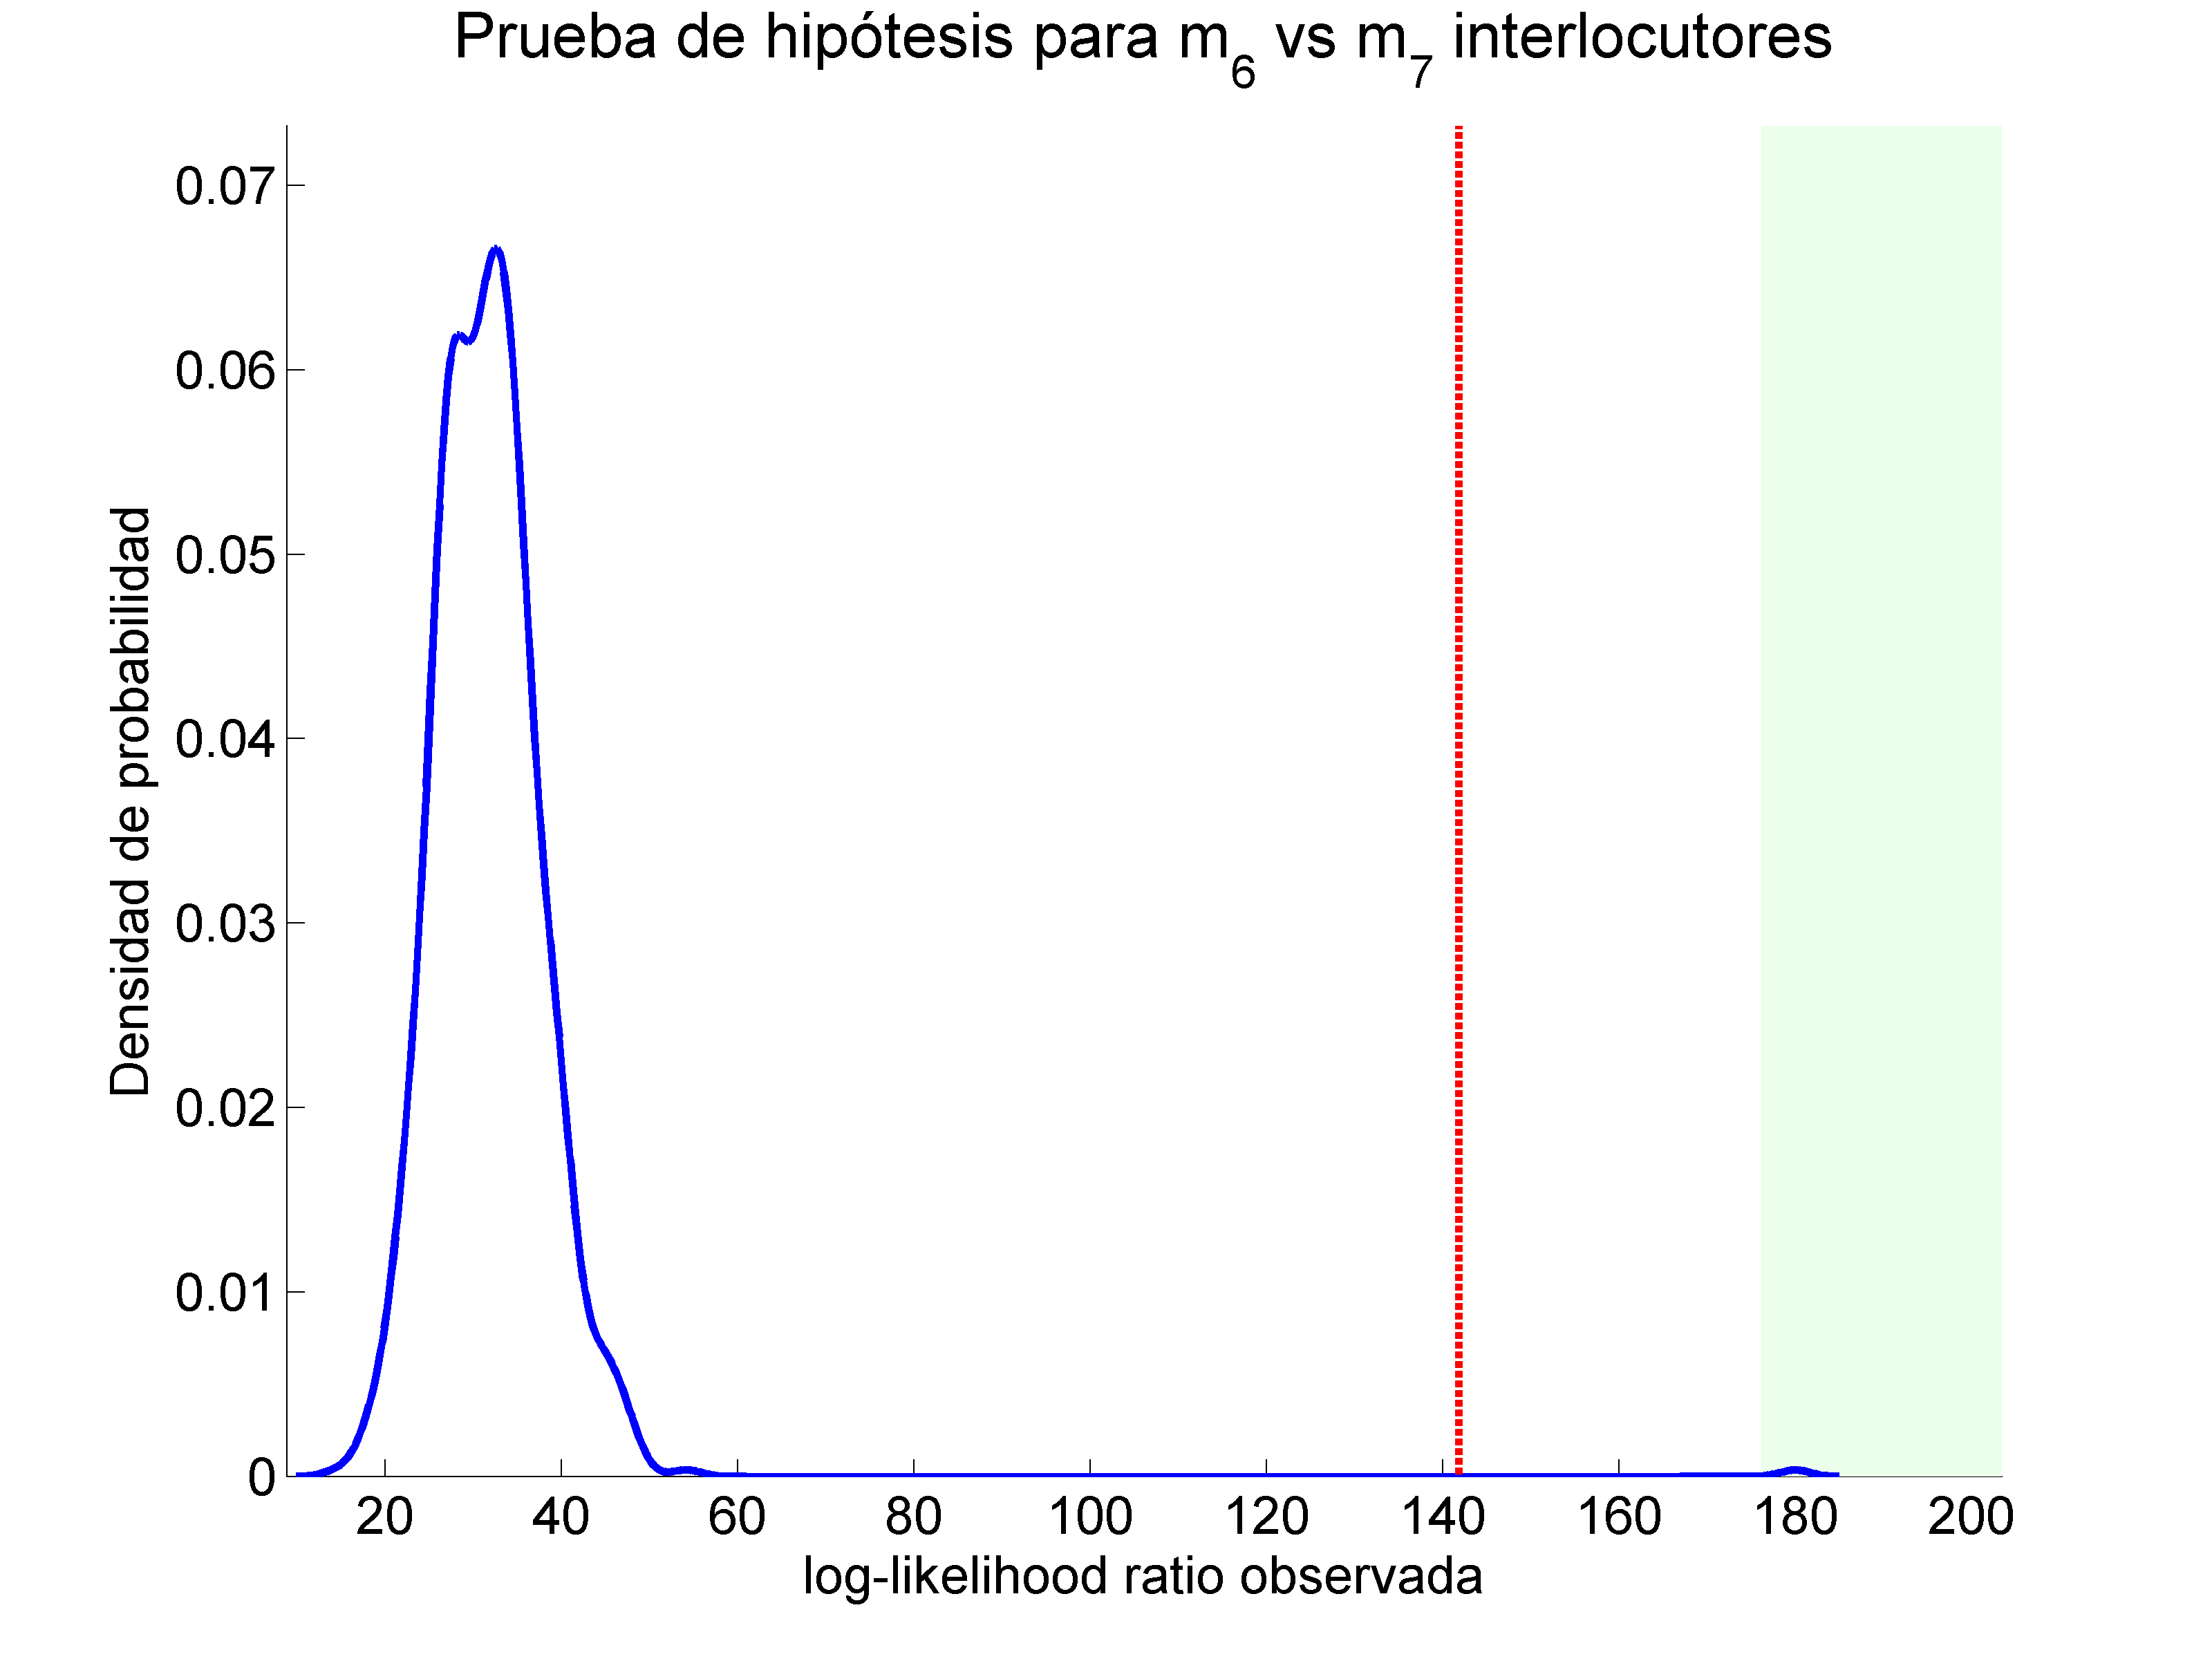 Prueba de hipótesis para m6 vs m7 interlocutores
Densidad de probabilidad
0.07
0.06
0.05
0.04
0.03
0.02
0.01
0
20 40 60 80 100 120 140 160 180 200
log-likelihood ratio observada